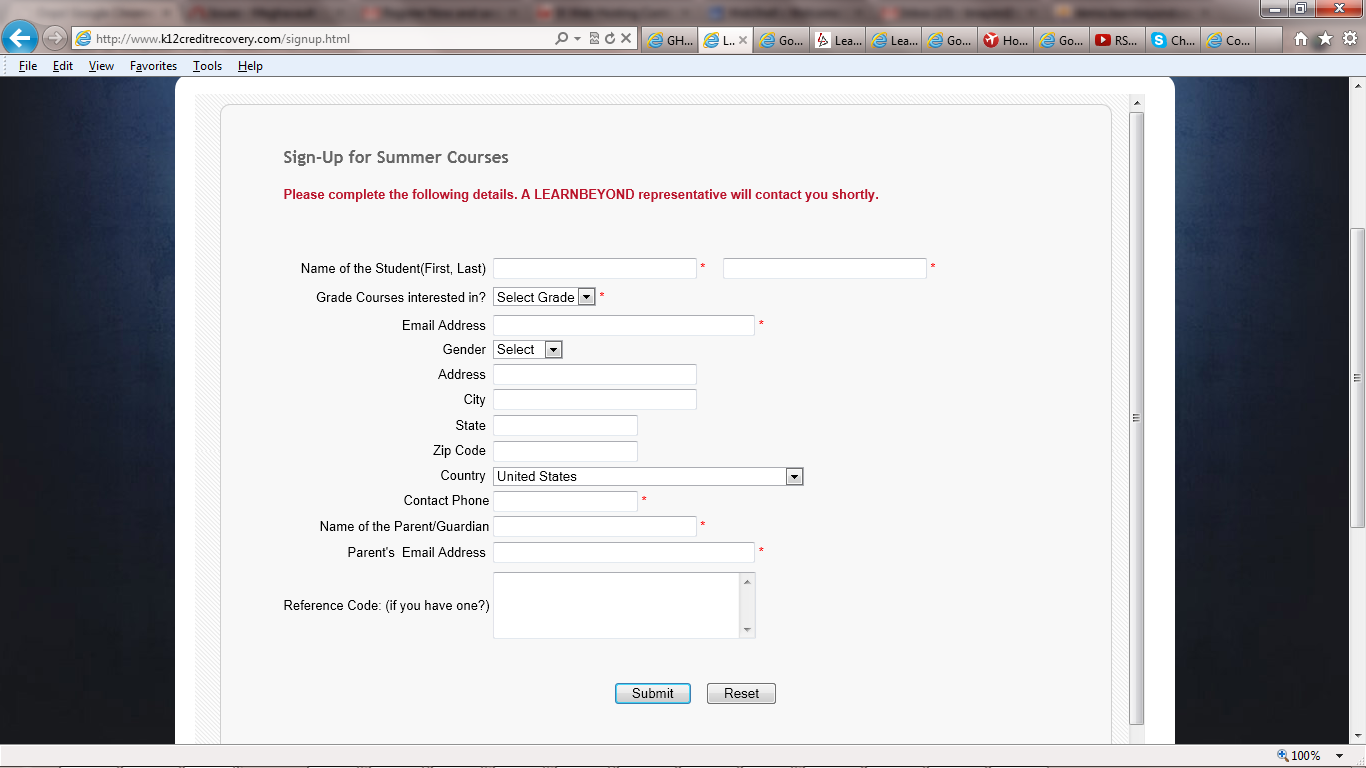 http://www.k12creditrecovery.com/signup.html
GH...
L..
Go...
Lea...
Lea...
Go...
Ho...
Go...
RS...
Ch...
Co...
File Edit View Favorites Tools Help
Sign-Up for Summer Courses
Please complete the following details. A LEARNBEYOND representative will contact you shortly.
Name of the Student(First, Last) * *
Grade Courses interested in? Select Grade *
Email Address *
Gender Select
Address
City
State
Zip Code
Country United States
Contact Phone *
Name of the Parent/Guardian *
Parent's Email Address *
Reference Code: (if you have one?)
Submit Reset
100%